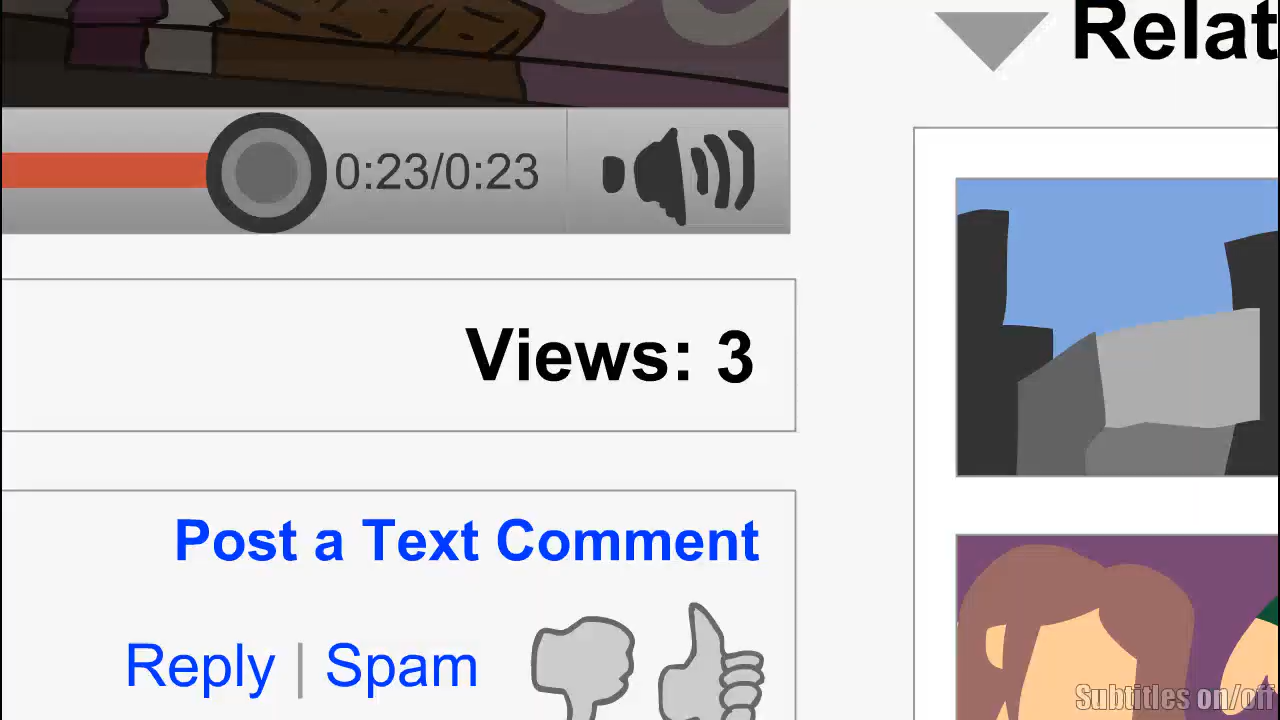 Relat
0:23/0:23
Views: 3
Post a Text Comment
Reply | Spam
Subtitles on/off